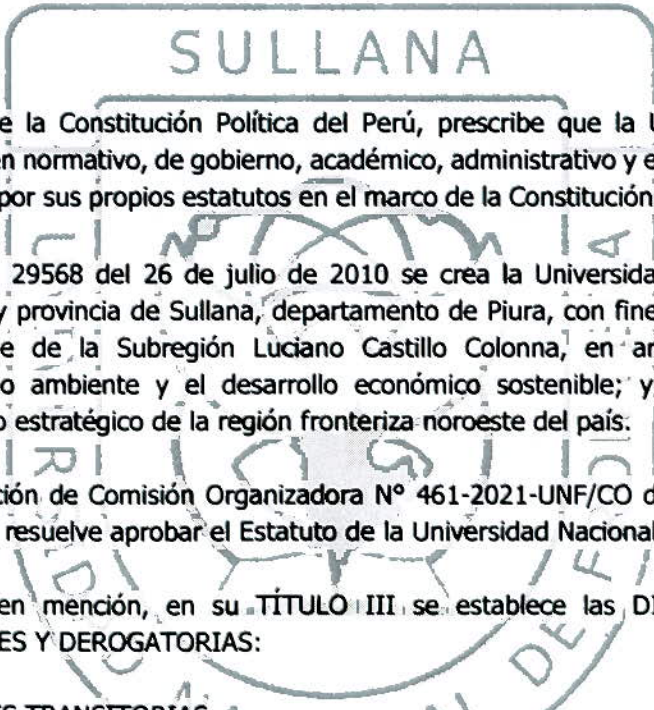 SULLANA
e la Constitución Política del Perú, prescribe que la U
n normativo, de gobierno, académico, administrativo y e
por sus propios estatutos en el marco de la Constitución
29568 del 26 de julio de 2010 se crea la Universida
y provincia de Sullana, departamento de Piura, con fine
e de la Subregión Luciano Castillo Colonna, en ar
o ambiente y el desarrollo económico sostenible; y
o estratégico de la región fronteriza noroeste del país.
ción de Comisión Organizadora Nº 461-2021-UNF/CO d
resuelve aprobar el Estatuto de la Universidad Nacional
en mención, en su TÍTULO III se establece las DI
ES Y DEROGATORIAS:
ES TRANSITORIAS